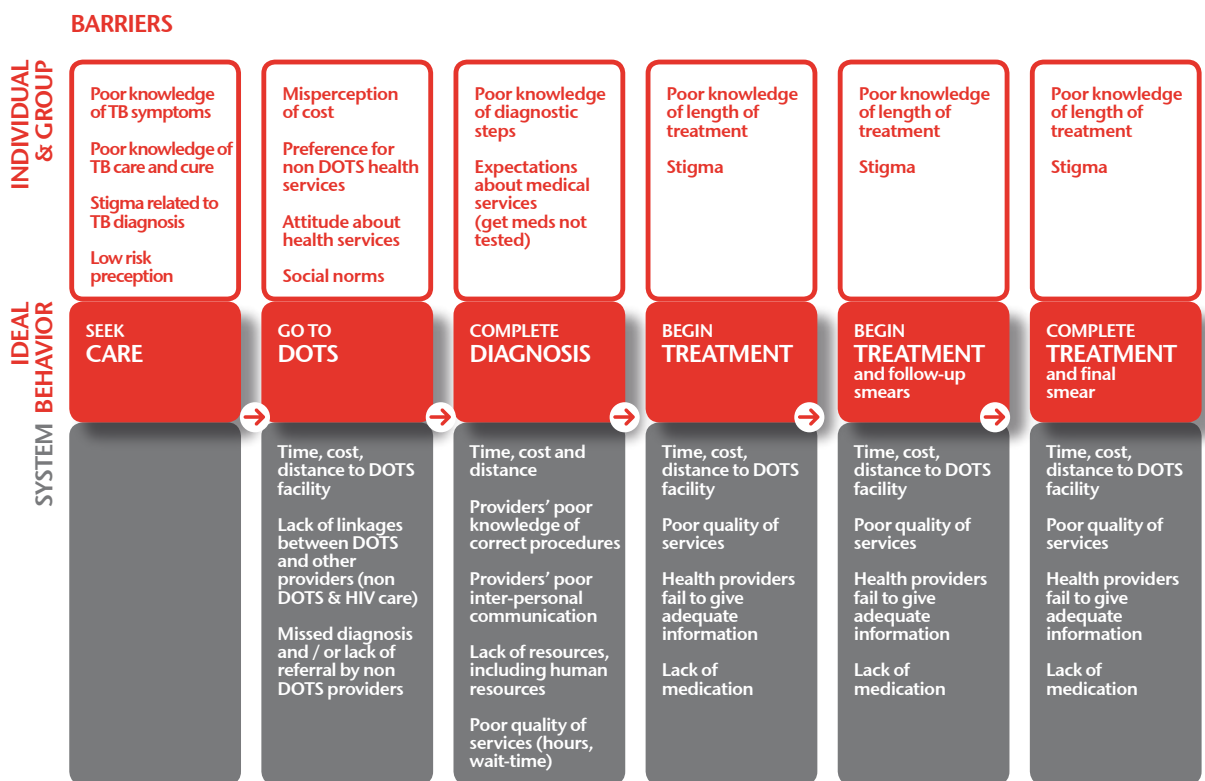 BARRIERS
INDIVIDUAL
& GROUP
Poor knowledge
of TB symptoms
Poor knowledge of
TB care and cure
Stigma related to
TB diagnosis
Low risk
preception
Misperception
of cost
Preference for
non DOTS health
services
Attitude about
health services
Social norms
Poor knowledge
of diagnostic
steps
Expectations
about medical
services
(get meds not
tested)
Poor knowledge
of length of
treatment
Stigma
Poor knowledge
of length of
treatment
Stigma
Poor knowledge
of length of
treatment
Stigma
IDEAL
BEHAVIOR
SEEK
CARE
GO TO
DOTS
COMPLETE
DIAGNOSIS
BEGIN
TREATMENT
BEGIN
TREATMENT
and follow-up
smears
COMPLETE
TREATMENT
and final
smear
SYSTEM
Time, cost,
distance to DOTS
facility
Lack of linkages
between DOTS
and other
providers (non
DOTS & HIV care)
Missed diagnosis
and / or lack of
referral by non
DOTS providers
Time, cost and
distance
Providers’ poor
knowledge of
correct procedures
Providers’ poor
inter-personal
communication
Lack of resources,
including human
resources
Poor quality of
services (hours,
wait-time)
Time, cost,
distance to DOTS
facility
Poor quality of
services
Health providers
fail to give
adequate
information
Lack of
medication
Time, cost,
distance to DOTS
facility
Poor quality of
services
Health providers
fail to give
adequate
information
Lack of
medication
Time, cost,
distance to DOTS
facility
Poor quality of
services
Health providers
fail to give
adequate
information
Lack of
medication